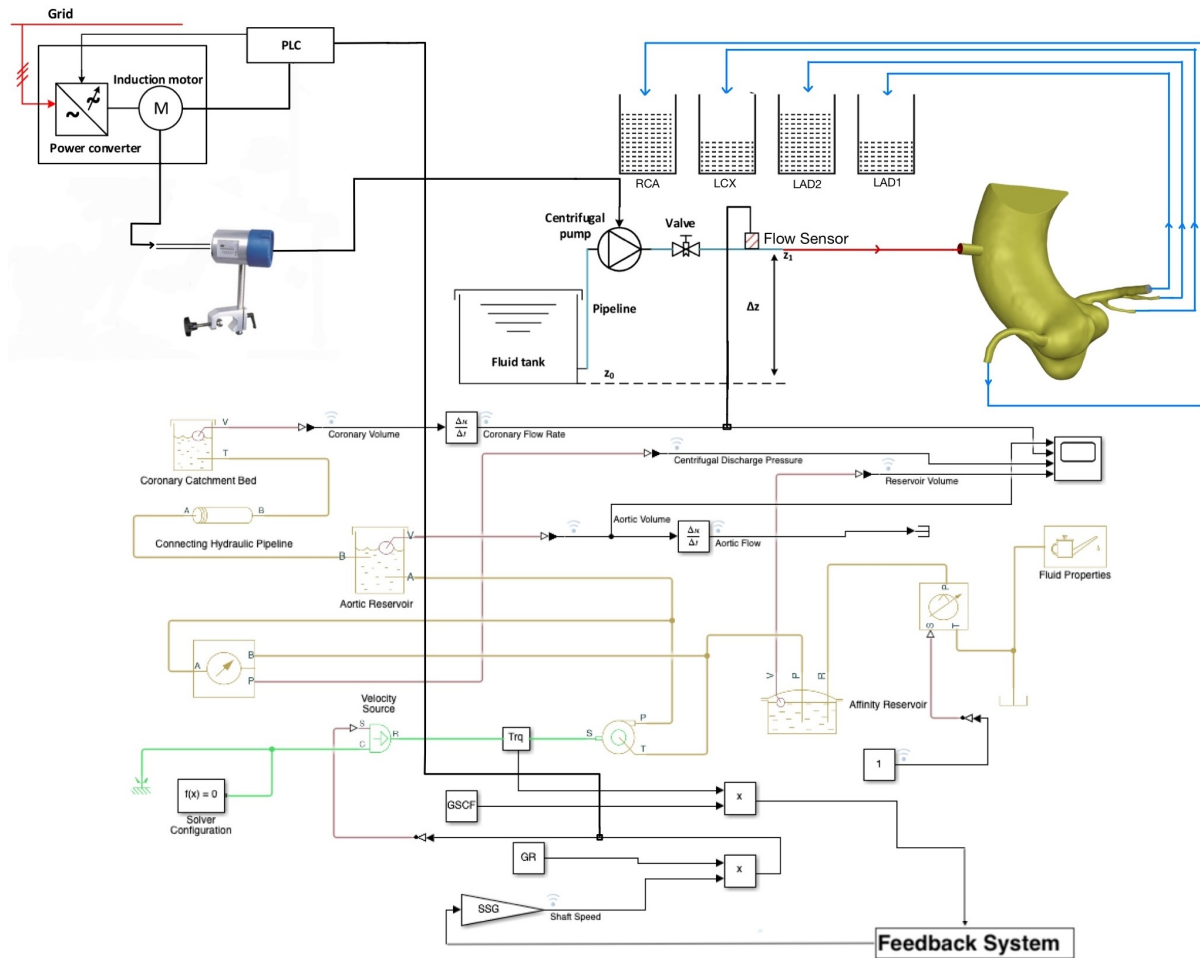 Grid
PLC
Induction motor
M
Power converter
RCA
LCX
LAD2
LAD1
Centrifugal
pump
Valve
Flow Sensor
z1
Pipeline
Δz
Fluid tank
z0
V
T
Coronary Volume
ΔN
Δt
Coronary Flow Rate
Centrifugal Discharge Pressure
Reservoir Volume
Coronary Catchment Bed
A
B
Connecting Hydraulic Pipeline
V
B
A
Aortic Reservoir
Aortic Volume
ΔN
Δt
Aortic Flow
Fluid Properties
P
S
T
A
B
P
V
P
R
Affinity Reservoir
Velocity
Source
S
C
R
Trq
S
P
T
1
f(x) = 0
Solver
Configuration
GSCF
x
GR
x
SSG
Shaft Speed
Feedback System